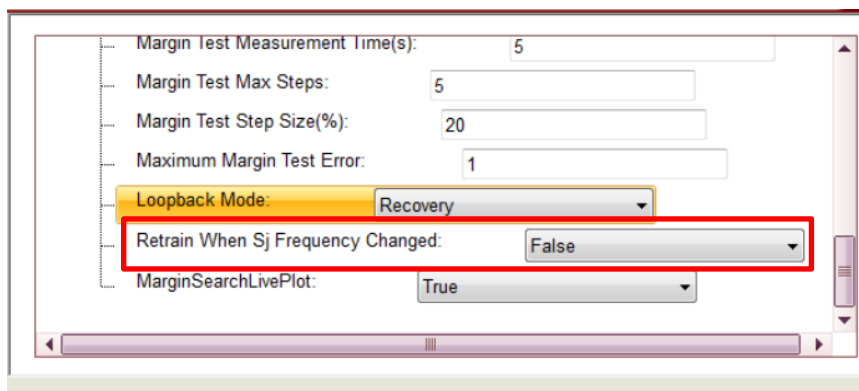 Margin Test Measurement Time(s): 5
Margin Test Max Steps: 5
Margin Test Step Size(%): 20
Maximum Margin Test Error: 1
Loopback Mode: Recovery
Retrain When Sj Frequency Changed: False
MarginSearchLivePlot: True